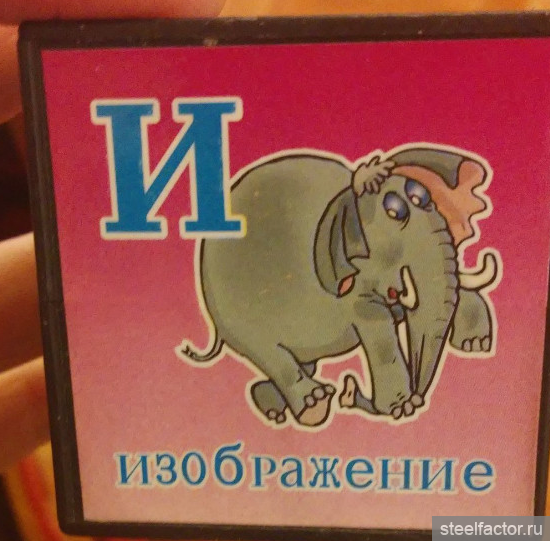 И
изображение
steelfactor.ru